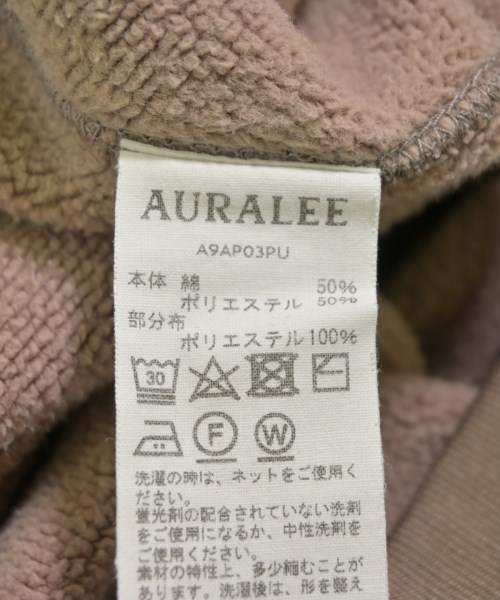 AURALEE
A9AP03PU
本体 綿 50%
ポリエステル 50%
部分布
ポリエステル 100%
30
F W
洗濯の時は、ネットをご使用く
ださい。
蛍光剤の配合されていない洗剤
をご使用になるか、中性洗剤を
ご使用ください。
素材の特性上、多少縮むことが
あります。洗濯後は、形を整え